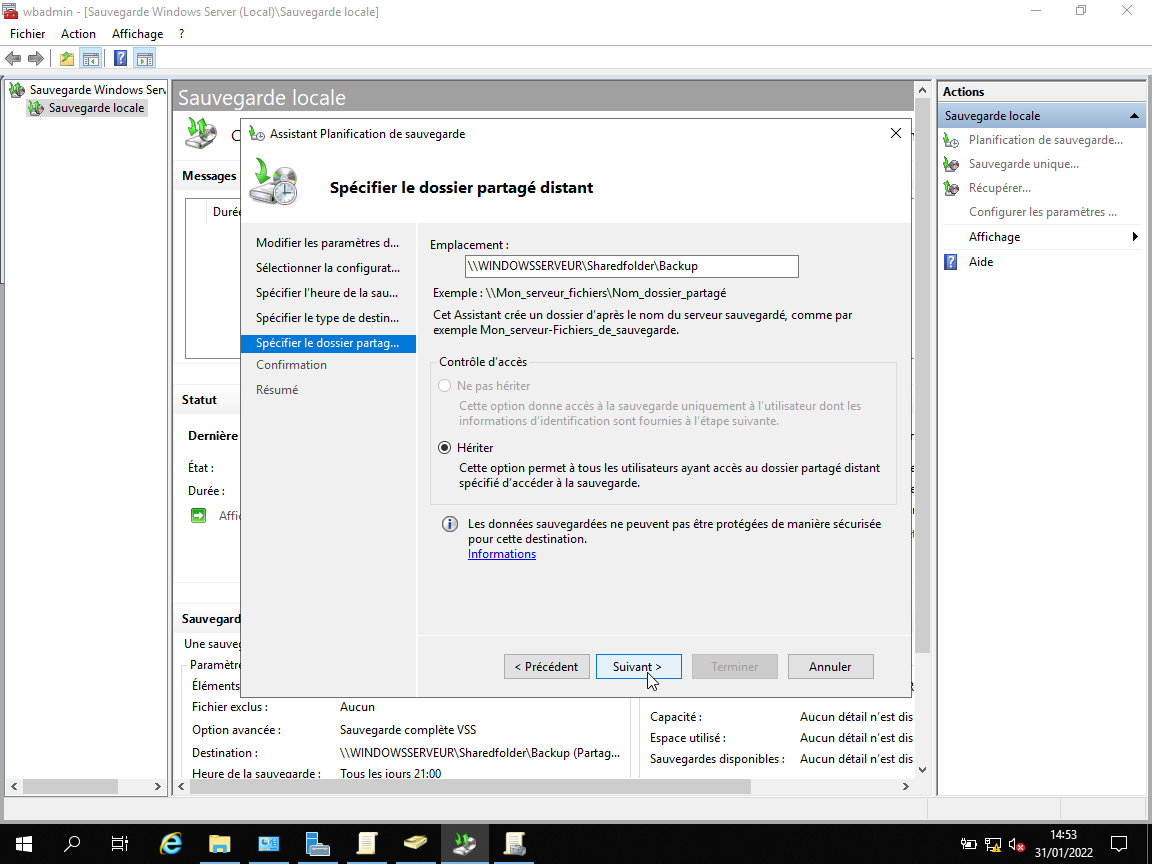 wbadmin - [Sauvegarde Windows Server (Local)\Sauvegarde locale]
Fichier Action Affichage ?
Sauvegarde Windows Serv
Sauvegarde locale
Sauvegarde locale
Messages
Durée
Statut
Dernière
État :
Durée :
Affi
Sauvegard
Une sauveg
Paramètre
Éléments
Fichier exclus : Aucun
Option avancée : Sauvegarde complète VSS
Destination : \\WINDOWSSERVEUR\Sharedfolder\Backup (Partag...
Heure de la sauvegarde : Tous les jours 21:00
Capacité : Aucun détail n'est dis
Espace utilisé : Aucun détail n'est dis
Sauvegardes disponibles : Aucun détail n'est dis
Assistant Planification de sauvegarde
Spécifier le dossier partagé distant
Modifier les paramètres d...
Sélectionner la configurat...
Spécifier l'heure de la sau...
Spécifier le type de destin...
Spécifier le dossier partag...
Confirmation
Résumé
Emplacement :
\\WINDOWSSERVEUR\Sharedfolder\Backup
Exemple : \\Mon_serveur_fichiers\Nom_dossier_partagé
Cet Assistant crée un dossier d'après le nom du serveur sauvegardé, comme par
exemple Mon_serveur-Fichiers_de_sauvegarde.
Contrôle d'accès
Ne pas hériter
Cette option donne accès à la sauvegarde uniquement à l'utilisateur dont les
informations d'identification sont fournies à l'étape suivante.
Hériter
Cette option permet à tous les utilisateurs ayant accès au dossier partagé distant
spécifié d'accéder à la sauvegarde.
Les données sauvegardées ne peuvent pas être protégées de manière sécurisée
pour cette destination.
Informations
< Précédent Suivant > Terminer Annuler
Actions
Sauvegarde locale
Planification de sauvegarde...
Sauvegarde unique...
Récupérer...
Configurer les paramètres ...
Affichage
Aide
14:53
31/01/2022